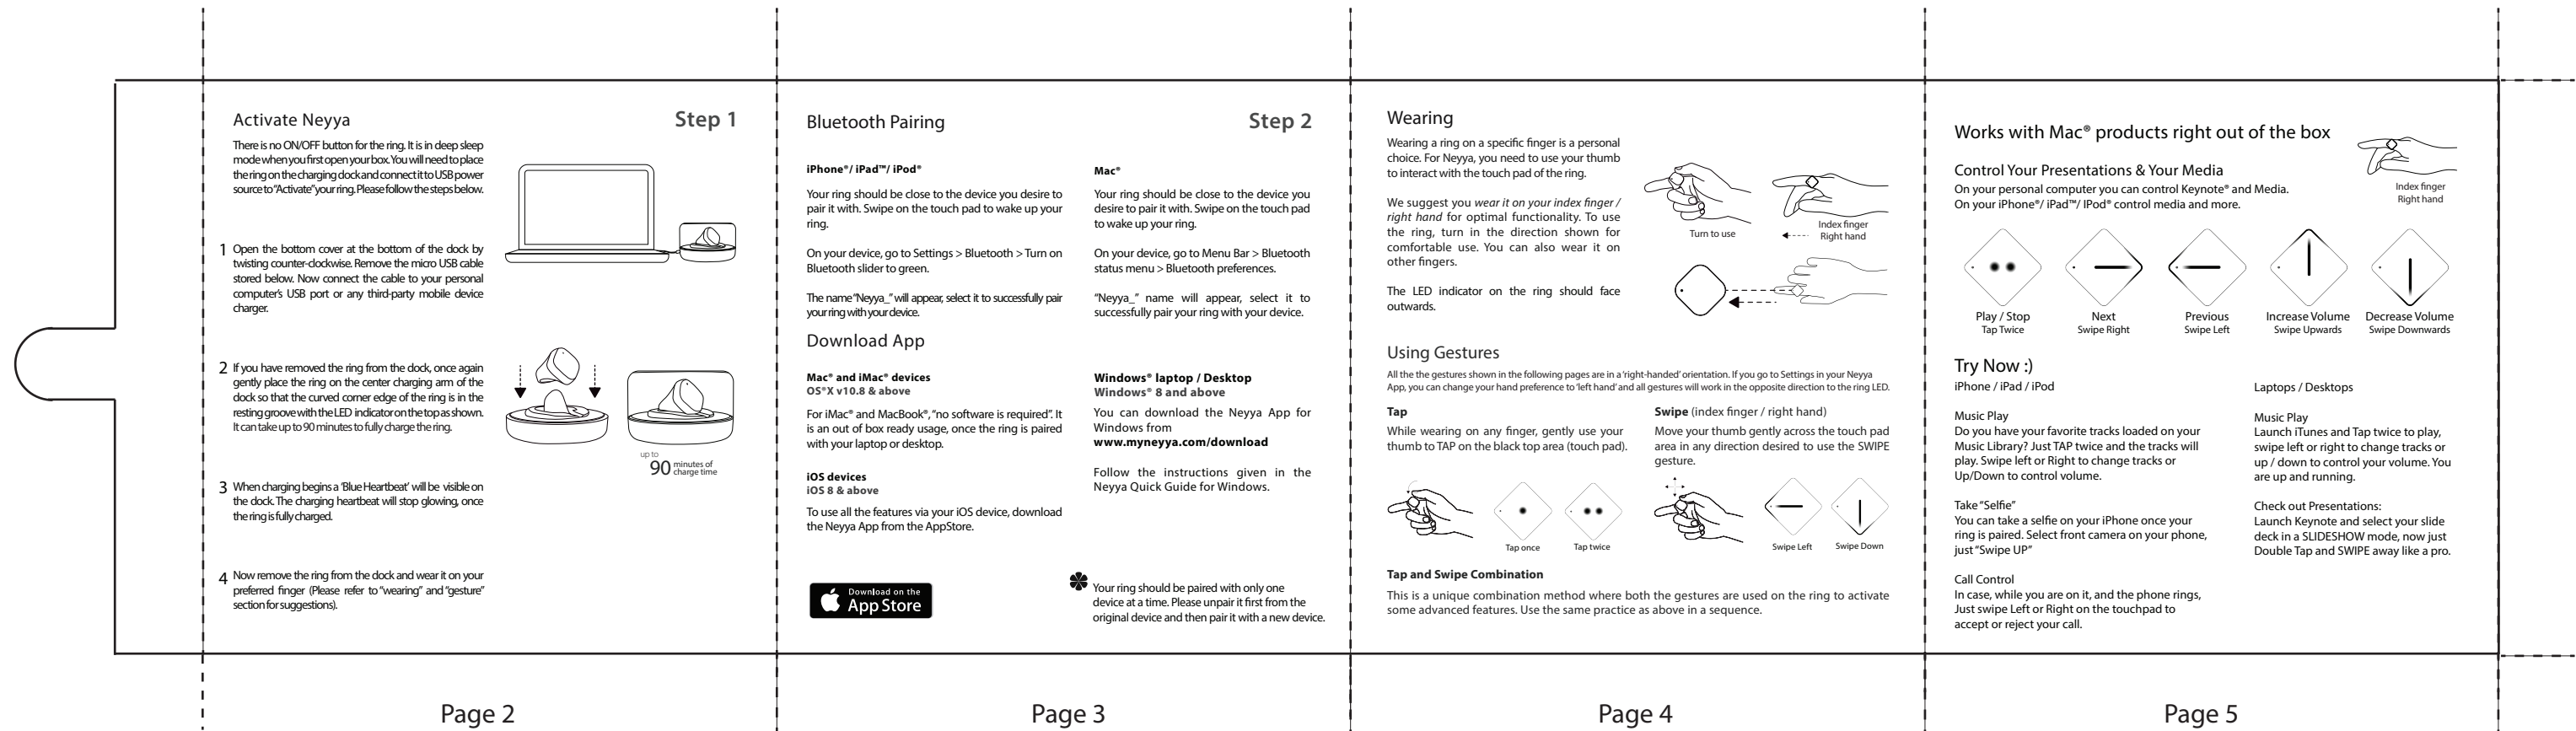 Activate Neyya
Step 1
There is no ON/OFF button for the ring. It is in deep sleep
mode when you first open your box. You will need to place
the ring on the charging dock and connect it to USB power
source to “Activate” your ring. Please follow the steps below.
1 Open the bottom cover at the bottom of the dock by
twisting counter-clockwise. Remove the micro USB cable
stored below. Now connect the cable to your personal
computer's USB port or any third-party mobile device
charger.
2 If you have removed the ring from the dock, once again
gently place the ring on the center charging arm of the
dock so that the curved corner edge of the ring is in the
resting groove with the LED indicator on the top as shown.
It can take up to 90 minutes to fully charge the ring.
up to
90 minutes of
charge time
3 When charging begins a ‘Blue Heartbeat’ will be visible on
the dock. The charging heartbeat will stop glowing, once
the ring is fully charged.
4 Now remove the ring from the dock and wear it on your
preferred finger (Please refer to “wearing” and “gesture”
section for suggestions).
Page 2
Bluetooth Pairing
Step 2
iPhone®/ iPad™/ iPod®
Your ring should be close to the device you desire to
pair it with. Swipe on the touch pad to wake up your
ring.
On your device, go to Settings > Bluetooth > Turn on
Bluetooth slider to green.
The name “Neyya_” will appear, select it to successfully pair
your ring with your device.
Mac®
Your ring should be close to the device you
desire to pair it with. Swipe on the touch pad
to wake up your ring.
On your device, go to Menu Bar > Bluetooth
status menu > Bluetooth preferences.
“Neyya_” name will appear, select it to
successfully pair your ring with your device.
Download App
Mac® and iMac® devices
OS®X v10.8 & above
For iMac® and MacBook®, “no software is required”. It
is an out of box ready usage, once the ring is paired
with your laptop or desktop.
iOS devices
iOS 8 & above
To use all the features via your iOS device, download
the Neyya App from the AppStore.
Download on the
App Store
Windows® laptop / Desktop
Windows® 8 and above
You can download the Neyya App for
Windows from
www.myneyya.com/download
Follow the instructions given in the
Neyya Quick Guide for Windows.
Your ring should be paired with only one
device at a time. Please unpair it first from the
original device and then pair it with a new device.
Page 3
Wearing
Wearing a ring on a specific finger is a personal
choice. For Neyya, you need to use your thumb
to interact with the touch pad of the ring.
We suggest you wear it on your index finger /
right hand for optimal functionality. To use
the ring, turn in the direction shown for
comfortable use. You can also wear it on
other fingers.
The LED indicator on the ring should face
outwards.
Turn to use
Index finger
Right hand
Using Gestures
All the the gestures shown in the following pages are in a ‘right-handed’ orientation. If you go to Settings in your Neyya
App, you can change your hand preference to ‘left hand’ and all gestures will work in the opposite direction to the ring LED.
Tap
While wearing on any finger, gently use your
thumb to TAP on the black top area (touch pad).
Tap once
Tap twice
Swipe (index finger / right hand)
Move your thumb gently across the touch pad
area in any direction desired to use the SWIPE
gesture.
Swipe Left
Swipe Down
Tap and Swipe Combination
This is a unique combination method where both the gestures are used on the ring to activate
some advanced features. Use the same practice as above in a sequence.
Page 4
Works with Mac® products right out of the box
Control Your Presentations & Your Media
On your personal computer you can control Keynote® and Media.
On your iPhone®/ iPad™/ IPod® control media and more.
Index finger
Right hand
Play / Stop
Tap Twice
Next
Swipe Right
Previous
Swipe Left
Increase Volume
Swipe Upwards
Decrease Volume
Swipe Downwards
Try Now :)
iPhone / iPad / iPod
Music Play
Do you have your favorite tracks loaded on your
Music Library? Just TAP twice and the tracks will
play. Swipe left or Right to change tracks or
Up/Down to control volume.
Take “Selfie”
You can take a selfie on your iPhone once your
ring is paired. Select front camera on your phone,
just “Swipe UP”
Call Control
In case, while you are on it, and the phone rings,
Just swipe Left or Right on the touchpad to
accept or reject your call.
Laptops / Desktops
Music Play
Launch iTunes and Tap twice to play,
swipe left or right to change tracks or
up / down to control your volume. You
are up and running.
Check out Presentations:
Launch Keynote and select your slide
deck in a SLIDESHOW mode, now just
Double Tap and SWIPE away like a pro.
Page 5